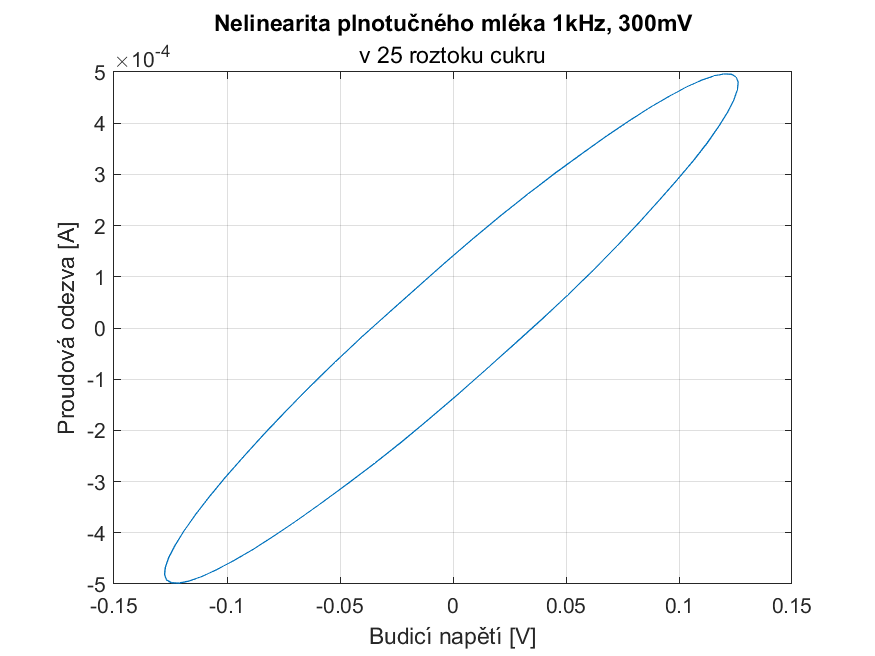 Nelinearita plnotučného mléka 1kHz, 300mV
v 25 roztoku cukru
×10-4
5
4
3
2
1
0
-1
-2
-3
-4
-5
Proudová odezva [A]
-0.15 -0.1 -0.05 0 0.05 0.1 0.15
Budicí napětí [V]